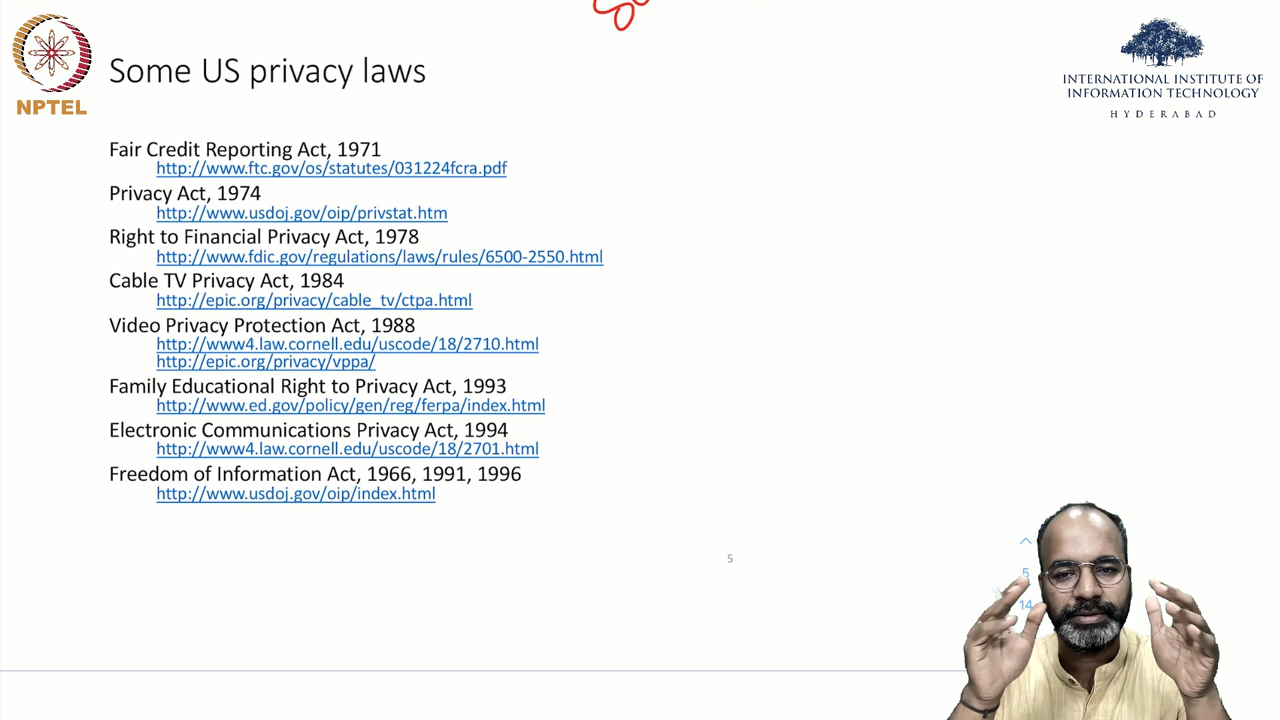 NPTEL
Some US privacy laws
INTERNATIONAL INSTITUTE OF
INFORMATION TECHNOLOGY
HYDERABAD
Fair Credit Reporting Act, 1971
http://www.ftc.gov/os/statutes/031224fcra.pdf
Privacy Act, 1974
http://www.usdoj.gov/oip/privstat.htm
Right to Financial Privacy Act, 1978
http://www.fdic.gov/regulations/laws/rules/6500-2550.html
Cable TV Privacy Act, 1984
http://epic.org/privacy/cable_tv/ctpa.html
Video Privacy Protection Act, 1988
http://www4.law.cornell.edu/uscode/18/2710.html
http://epic.org/privacy/vppa/
Family Educational Right to Privacy Act, 1993
http://www.ed.gov/policy/gen/reg/ferpa/index.html
Electronic Communications Privacy Act, 1994
http://www4.law.cornell.edu/uscode/18/2701.html
Freedom of Information Act, 1966, 1991, 1996
http://www.usdoj.gov/oip/index.html
5
5
14